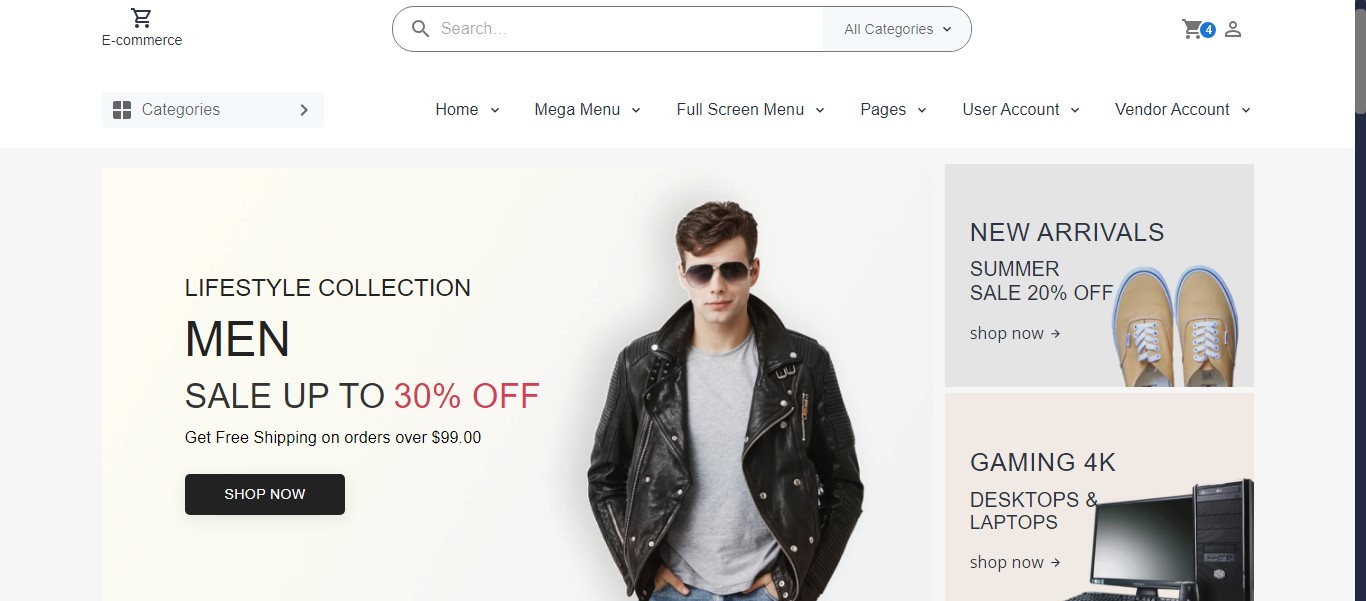 E-commerce
Search...
All Categories
4
Categories
Home
Mega Menu
Full Screen Menu
Pages
User Account
Vendor Account
LIFESTYLE COLLECTION
MEN
SALE UP TO 30% OFF
Get Free Shipping on orders over $99.00
SHOP NOW
NEW ARRIVALS
SUMMER
SALE 20% OFF
shop now →
GAMING 4K
DESKTOPS &
LAPTOPS
shop now →